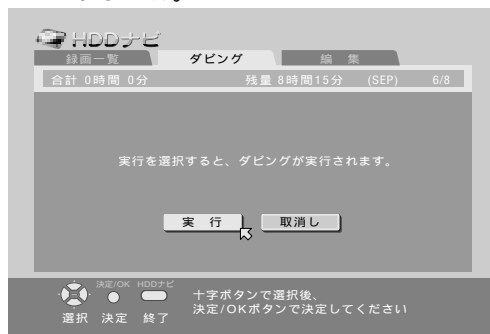 HDDナビ
録画一覧 ダビング 編 集
合計 0時間 0分 残量 8時間15分 (SEP) 6/8
実行を選択すると、ダビングが実行されます。
実 行 取消し
決定/OK HDDナビ
選択 決定 終了
十字ボタンで選択後、
決定/OKボタンで決定してください